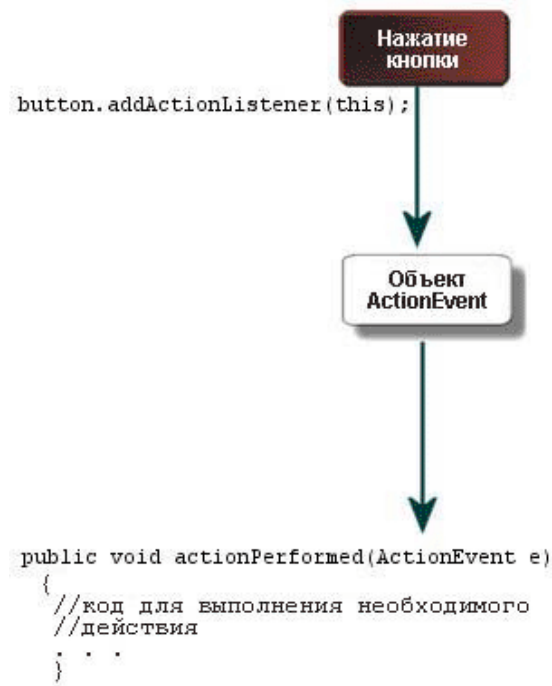 Нажатие
кнопки
button.addActionListener(this);
Объект
ActionEvent
public void actionPerformed(ActionEvent e)
{
//код для выполнения необходимого
//действия
. . .
}